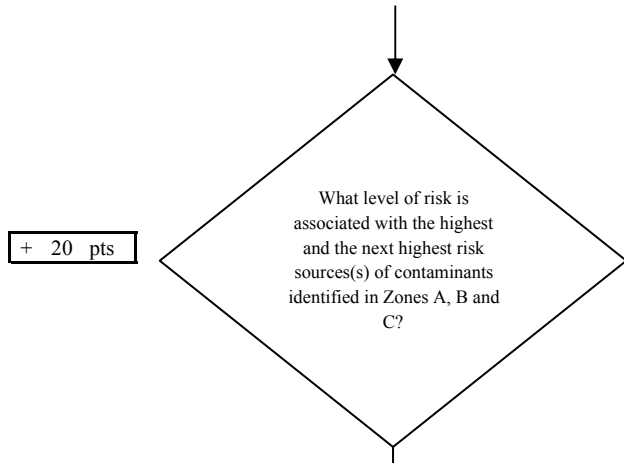 What level of risk is
associated with the highest
and the next highest risk
sources(s) of contaminants
identified in Zones A, B and
C?
+ 20 pts